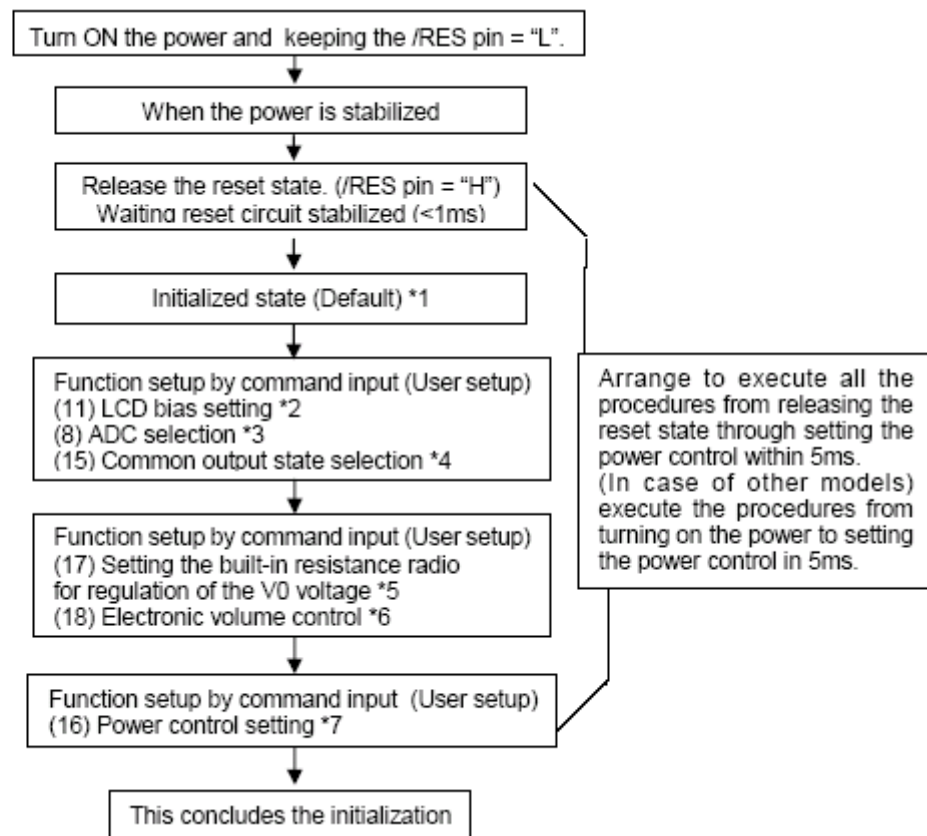 Turn ON the power and keeping the /RES pin = “L”.
When the power is stabilized
Release the reset state. (/RES pin = “H”)
Waiting reset circuit stabilized (<1ms)
Initialized state (Default) *1
Function setup by command input (User setup)
(11) LCD bias setting *2
(8) ADC selection *3
(15) Common output state selection *4
Function setup by command input (User setup)
(17) Setting the built-in resistance radio
for regulation of the V0 voltage *5
(18) Electronic volume control *6
Function setup by command input (User setup)
(16) Power control setting *7
This concludes the initialization
Arrange to execute all the
procedures from releasing the
reset state through setting the
power control within 5ms.
(In case of other models)
execute the procedures from
turning on the power to setting
the power control in 5ms.